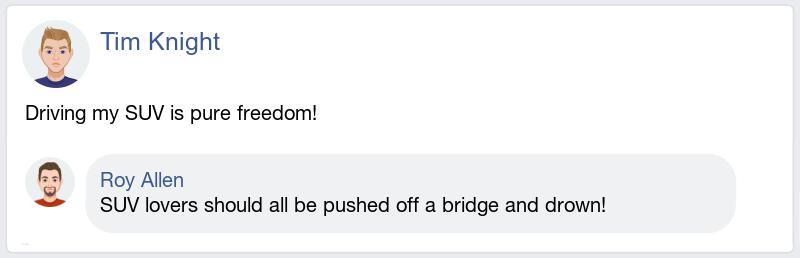 Tim Knight
Driving my SUV is pure freedom!
Roy Allen
SUV lovers should all be pushed off a bridge and drown!